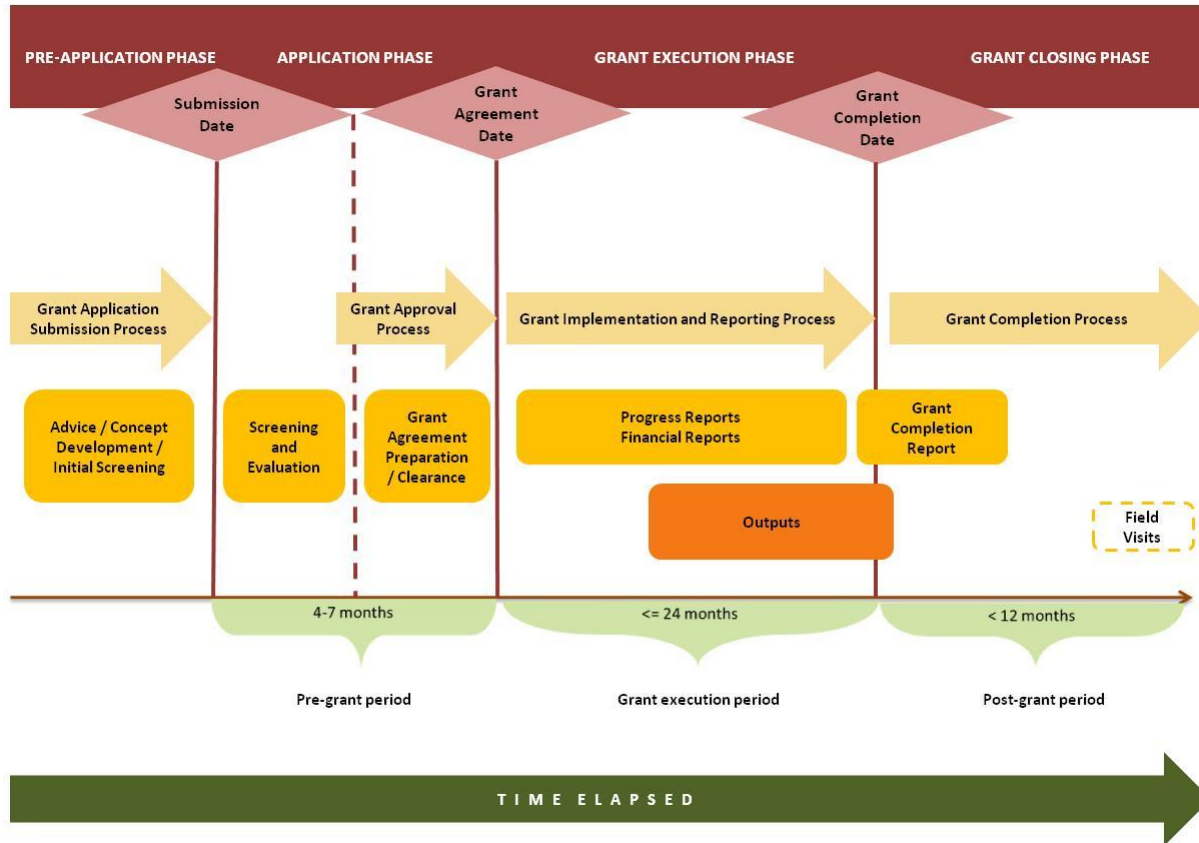 PRE-APPLICATION PHASE
APPLICATION PHASE
GRANT EXECUTION PHASE
GRANT CLOSING PHASE
Submission
Date
Grant
Agreement
Date
Grant
Completion
Date
Grant Application
Submission Process
Grant Approval
Process
Grant Implementation and Reporting Process
Grant Completion Process
Advice / Concept
Development /
Initial Screening
Screening
and
Evaluation
Grant
Agreement
Preparation
/ Clearance
Progress Reports
Financial Reports
Grant
Completion
Report
Outputs
Field
Visits
4-7 months
<= 24 months
< 12 months
Pre-grant period
Grant execution period
Post-grant period
TIME ELAPSED